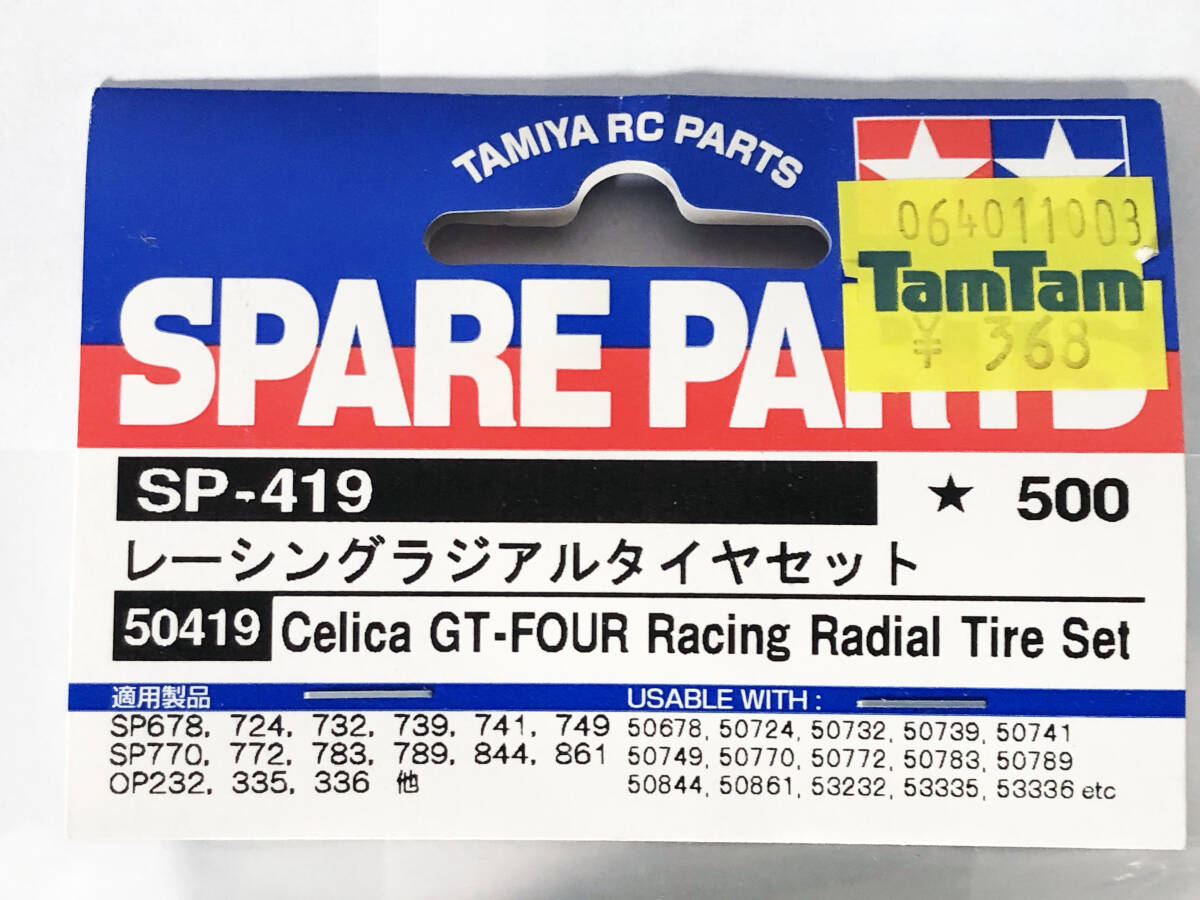 TAMIYA RC PARTS
064011003
TamTam
¥ 368
SPARE PARTS
SP-419 ★ 500
レーシングラジアルタイヤセット
50419 Celica GT-FOUR Racing Radial Tire Set
適用製品
SP678, 724, 732, 739, 741, 749
SP770, 772, 783, 789, 844, 861
OP232, 335, 336 他
USABLE WITH :
50678, 50724, 50732, 50739, 50741
50749, 50770, 50772, 50783, 50789
50844, 50861, 53232, 53335, 53336 etc